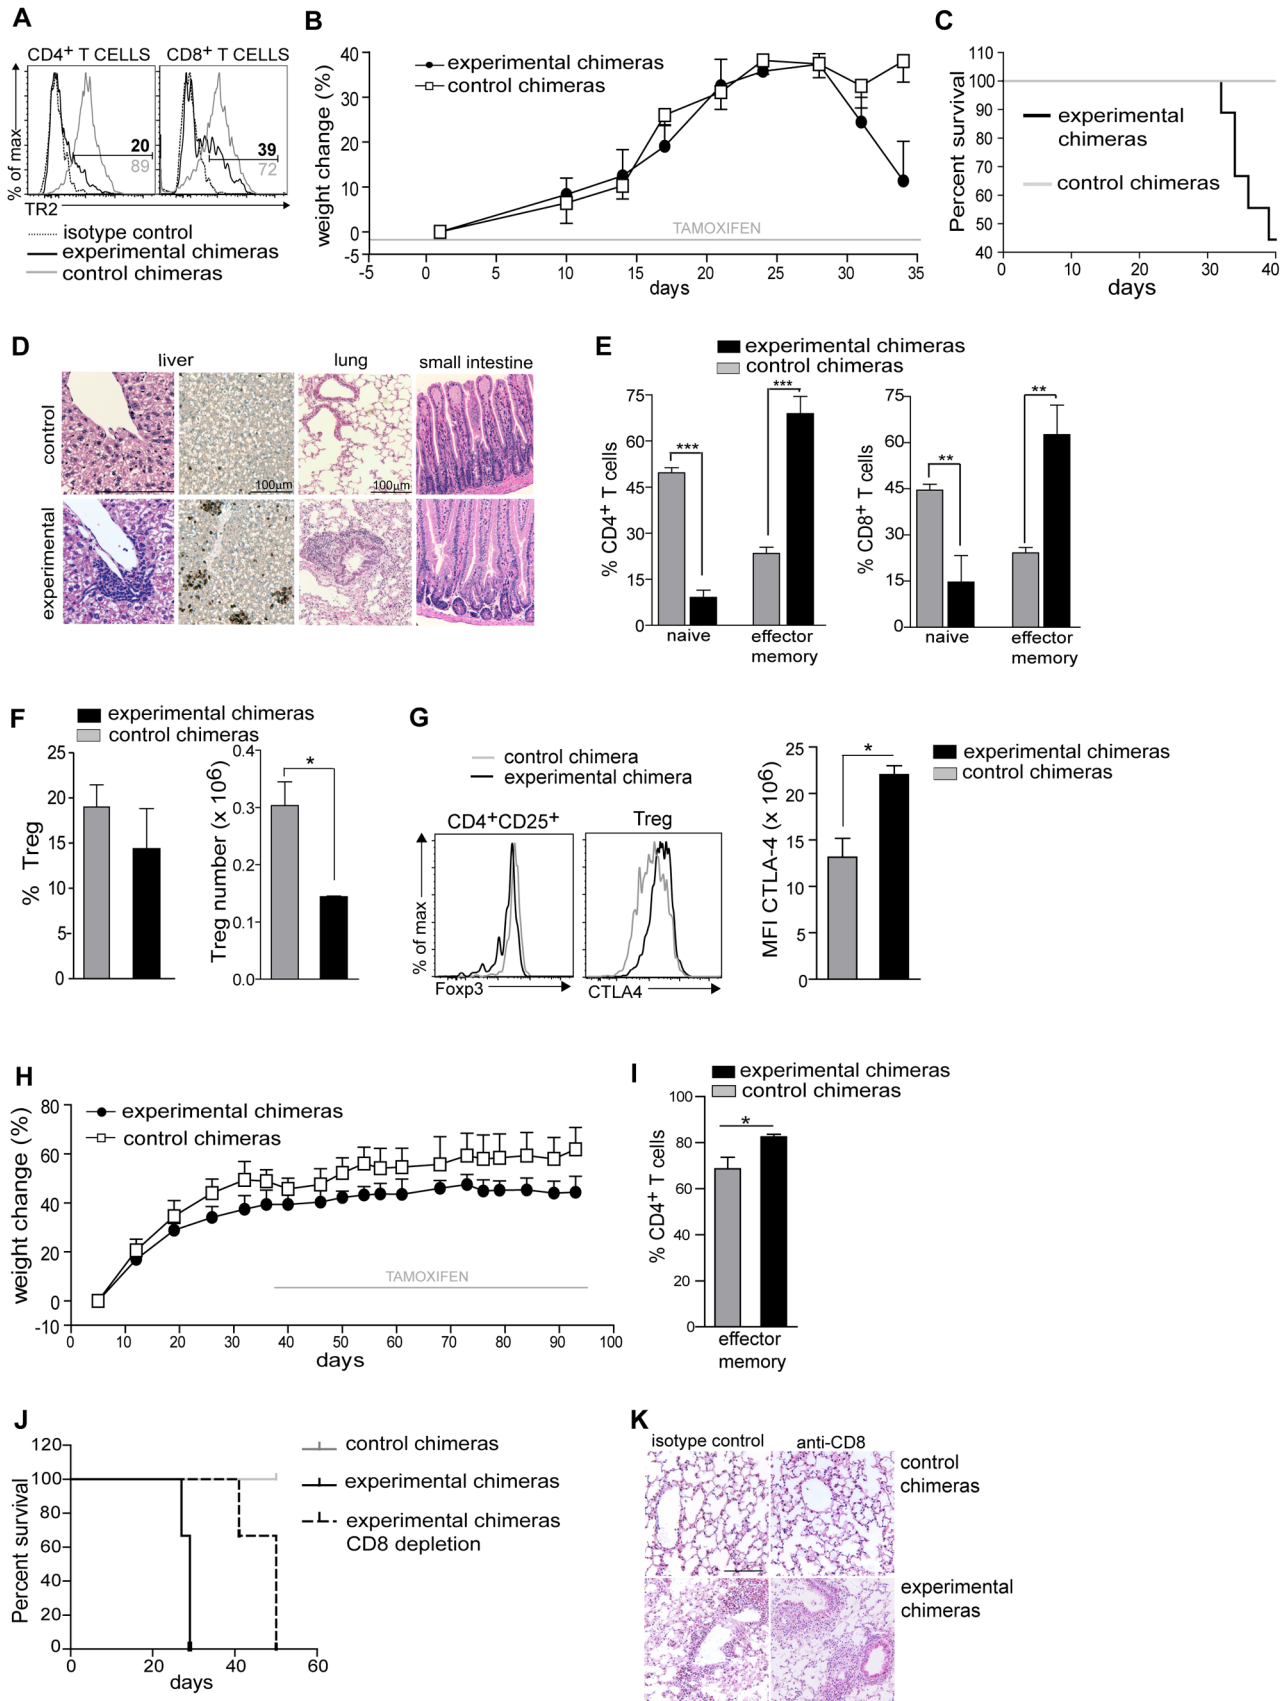 A
CD4+ T CELLS
CD8+ T CELLS
% of max
20
89
39
72
TR2
isotype control
experimental chimeras
control chimeras
B
weight change (%)
40
30
20
10
0
-5
experimental chimeras
control chimeras
TAMOXIFEN
-5 0 5 10 15 20 25 30 35
days
C
Percent survival
110
100
90
80
70
60
50
40
experimental
chimeras
control chimeras
0 10 20 30 40
days
D
liver lung small intestine
control
experimental
100µm
100µm
E
experimental chimeras
control chimeras
% CD4+ T cells
75
60
45
30
15
0
***
***
naive effector
memory
% CD8+ T cells
75
60
45
30
15
0
**
**
naive effector
memory
F
experimental chimeras
control chimeras
% Treg
25
20
15
10
5
0
Treg number (x 106)
0.4
0.3
0.2
0.1
0.0
*
G
control chimera
experimental chimera
CD4+CD25+
Treg
% of max
Foxp3
CTLA4
MFI CTLA-4 (x 106)
25
20
15
10
5
0
*
experimental chimeras
control chimeras
H
weight change (%)
80
60
40
20
0
-10
experimental chimeras
control chimeras
TAMOXIFEN
0 10 20 30 40 50 60 70 80 90 100
days
I
experimental chimeras
control chimeras
% CD4+ T cells
100
80
60
40
20
0
*
effector
memory
J
Percent survival
120
100
80
60
40
20
0
0 20 40 60
days
control chimeras
experimental chimeras
experimental chimeras
CD8 depletion
K
isotype control anti-CD8
control
chimeras
experimental
chimeras